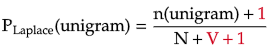 P_Laplace(unigram) = n(unigram) + 1 / N + V + 1